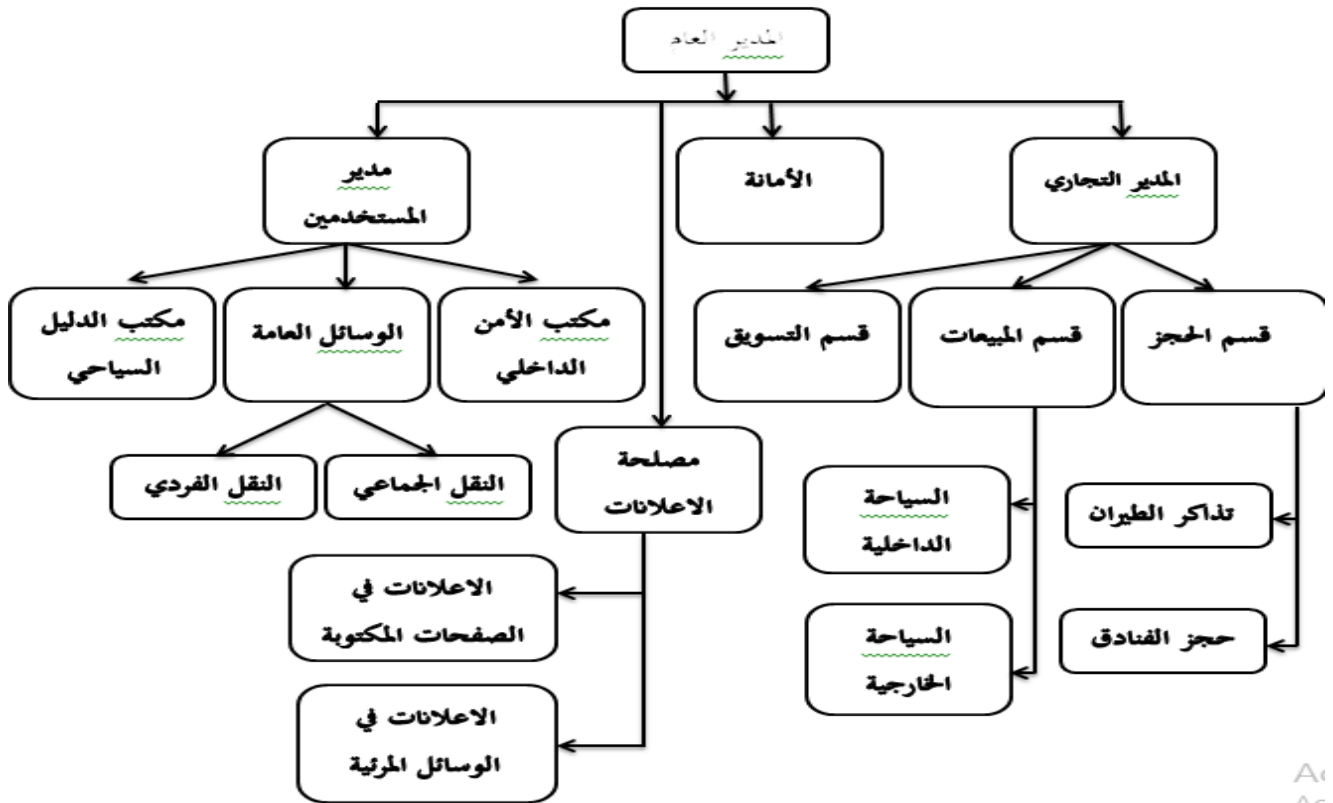 المدير العام
المدير التجاري
الأمانة
مدير
المستخدمين
قسم الحجز
قسم المبيعات
قسم التسويق
مكتب الأمن
الداخلي
الوسائل العامة
مكتب الدليل
السياحي
مصلحة
الاعلانات
النقل الجماعي
النقل الفردي
تذاكر الطيران
حجز الفنادق
السياحة
الداخلية
السياحة
الخارجية
الاعلانات في
الصفحات المكتوبة
الاعلانات في
الوسائل المرئية